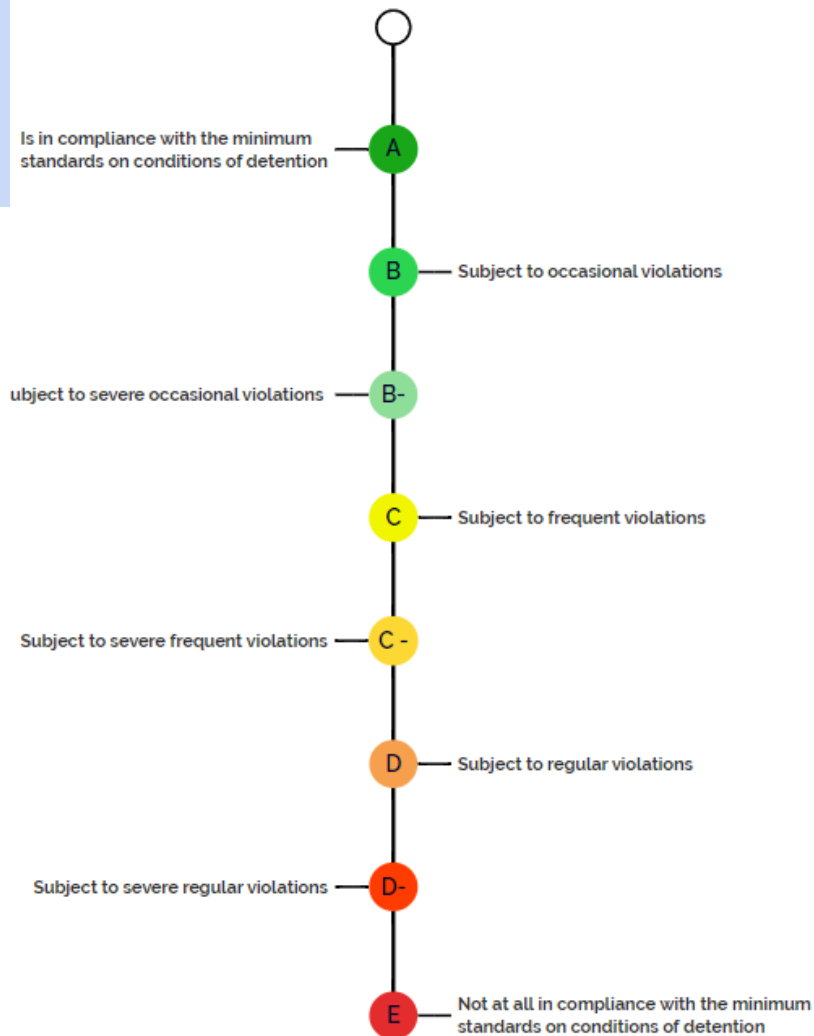 Is in compliance with the minimum
standards on conditions of detention
A
B
Subject to occasional violations
ubject to severe occasional violations
B-
C
Subject to frequent violations
Subject to severe frequent violations
C -
D
Subject to regular violations
Subject to severe regular violations
D-
E
Not at all in compliance with the minimum
standards on conditions of detention